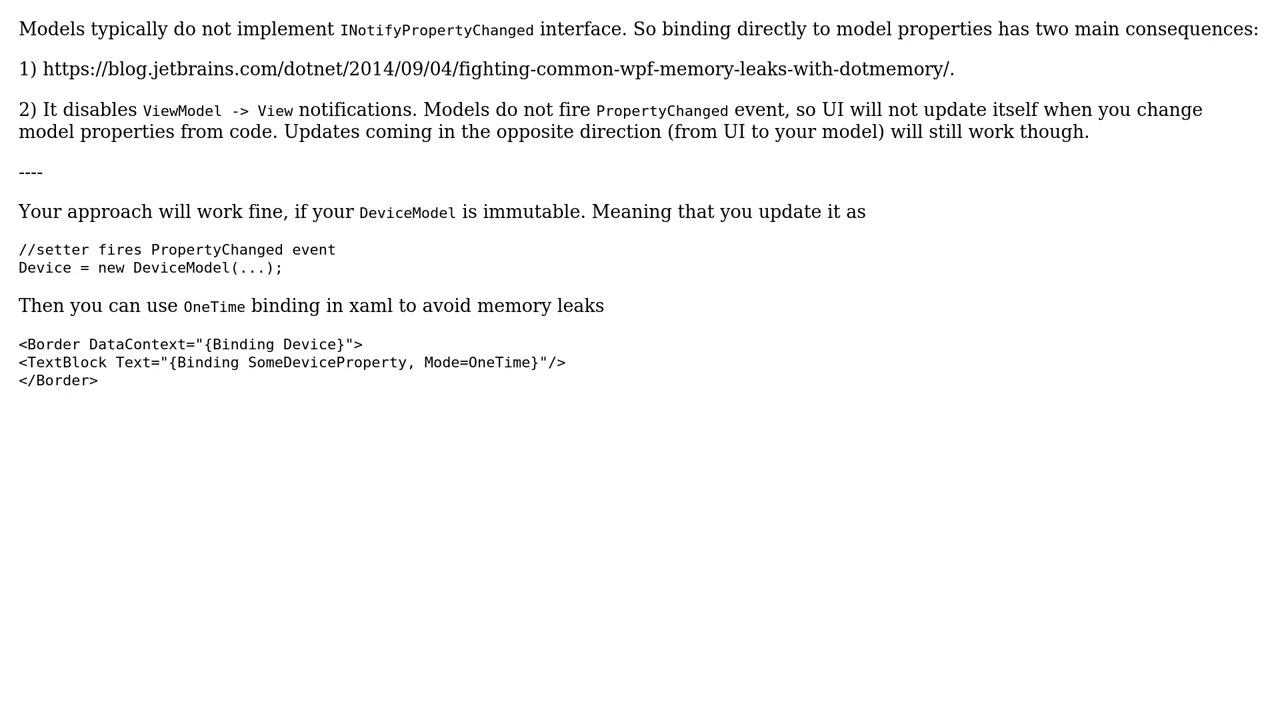 Models typically do not implement INotifyPropertyChanged interface. So binding directly to model properties has two main consequences:
1) https://blog.jetbrains.com/dotnet/2014/09/04/fighting-common-wpf-memory-leaks-with-dotmemory/.
2) It disables ViewModel -> View notifications. Models do not fire PropertyChanged event, so UI will not update itself when you change
model properties from code. Updates coming in the opposite direction (from UI to your model) will still work though.
----
Your approach will work fine, if your DeviceModel is immutable. Meaning that you update it as
//setter fires PropertyChanged event
Device = new DeviceModel(...);
Then you can use OneTime binding in xaml to avoid memory leaks
<Border DataContext="{Binding Device}">
<TextBlock Text="{Binding SomeDeviceProperty, Mode=OneTime}"/>
</Border>